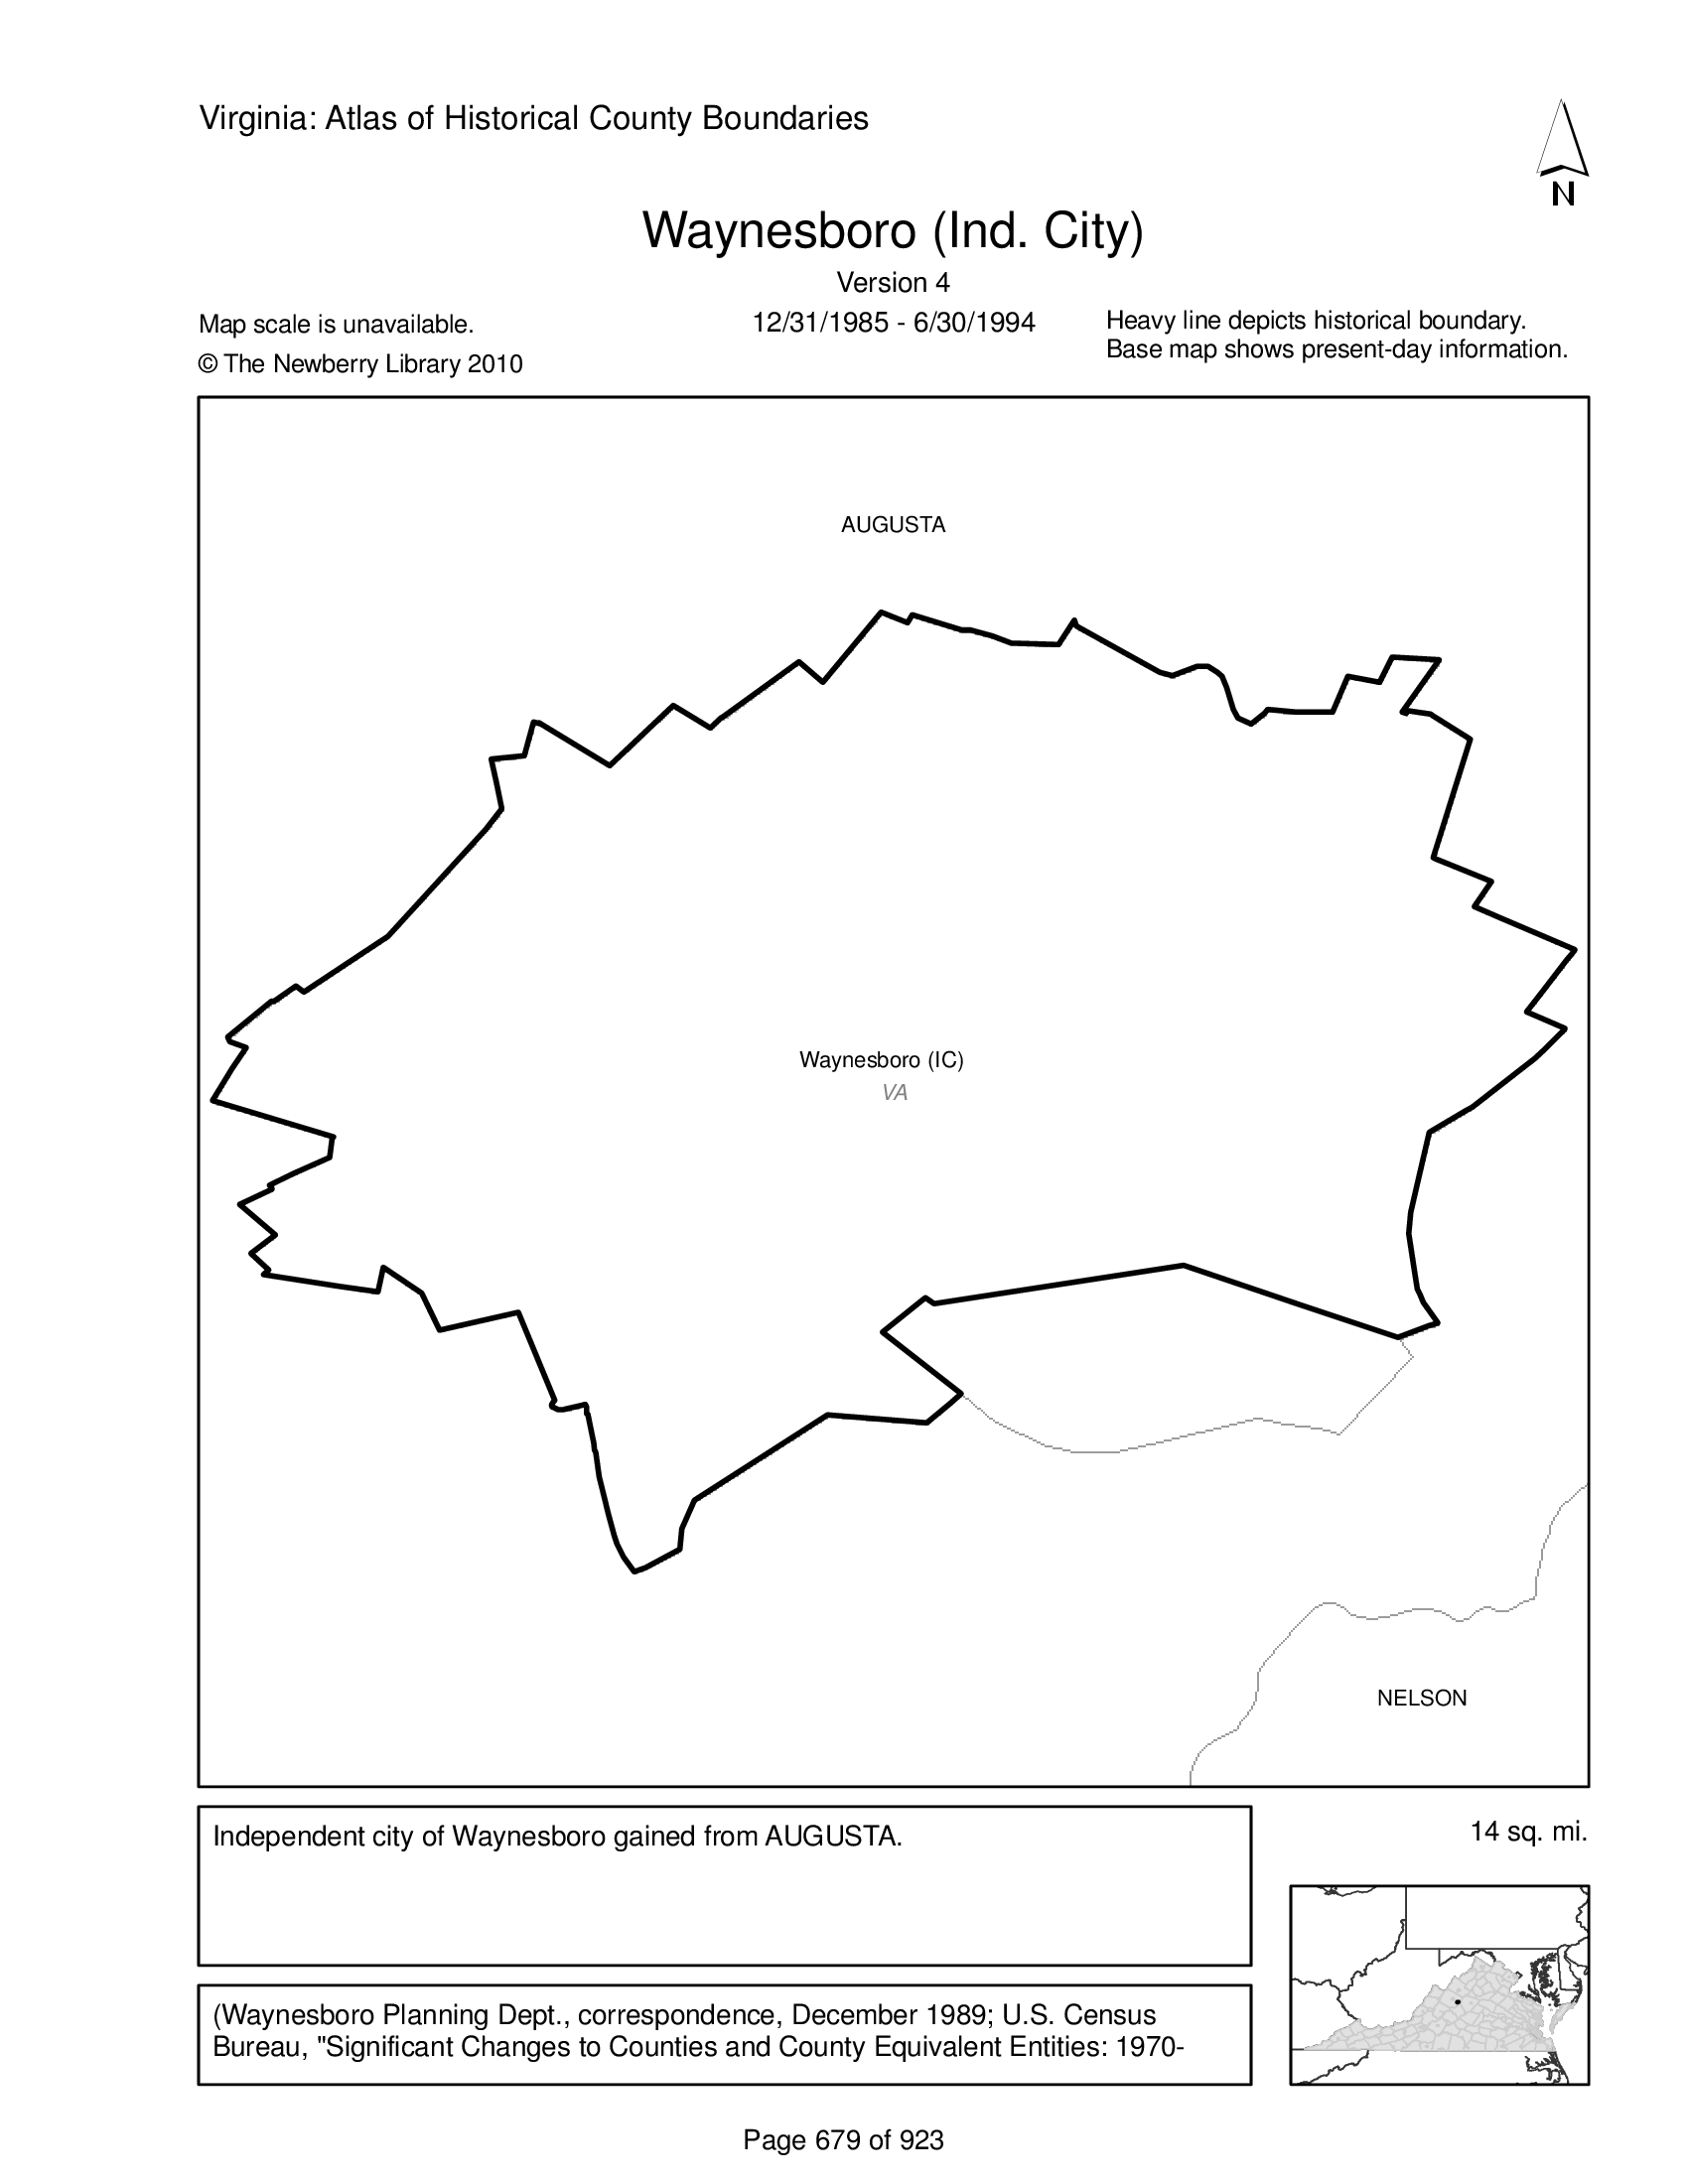 Virginia: Atlas of Historical County Boundaries
N
Waynesboro (Ind. City)
Version 4
Map scale is unavailable.
12/31/1985 - 6/30/1994
Heavy line depicts historical boundary.
Base map shows present-day information.
© The Newberry Library 2010
AUGUSTA
Waynesboro (IC)
VA
NELSON
Independent city of Waynesboro gained from AUGUSTA.
14 sq. mi.
(Waynesboro Planning Dept., correspondence, December 1989; U.S. Census
Bureau, "Significant Changes to Counties and County Equivalent Entities: 1970-
Page 679 of 923